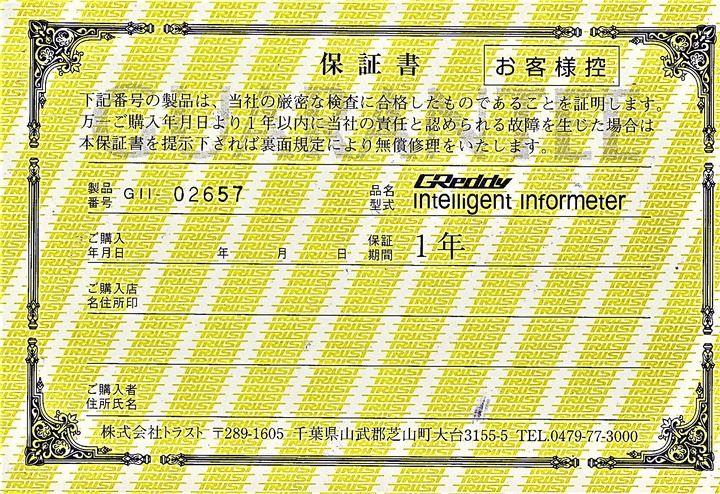 保証書
お客様控
下記番号の製品は、当社の厳密な検査に合格したものであることを証明します。
万一ご購入年月日より1年以内に当社の責任と認められる故障を生じた場合は
本保証書を提示下されば裏面規定により無償修理をいたします。
製品番号 GII- 02657
品名型式 GReddy Intelligent Informeter
ご購入年月日 年 月 日
保証期間 1年
ご購入店名住所印
ご購入者住所氏名
株式会社トラスト 〒289-1605 千葉県山武郡芝山町大台3155-5 TEL.0479-77-3000